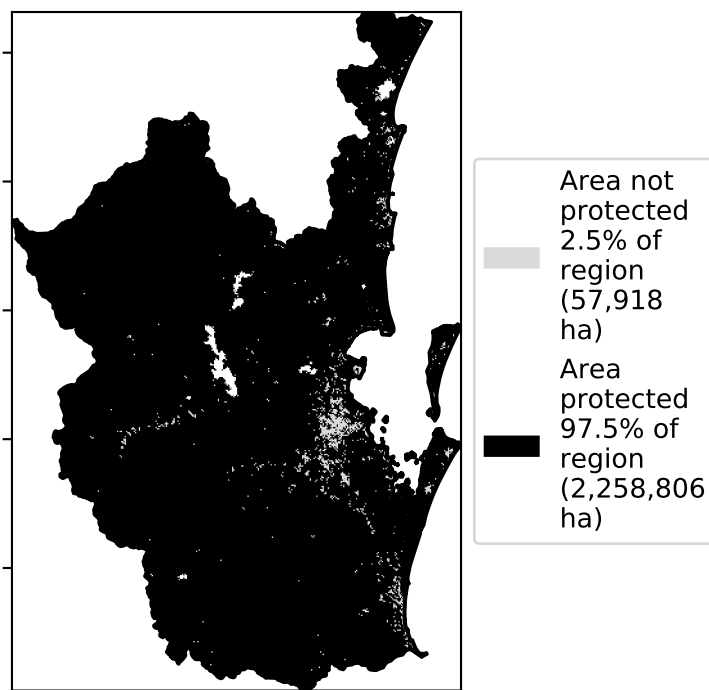 Area not
protected
2.5% of
region
(57,918
ha)
Area
protected
97.5% of
region
(2,258,806
ha)